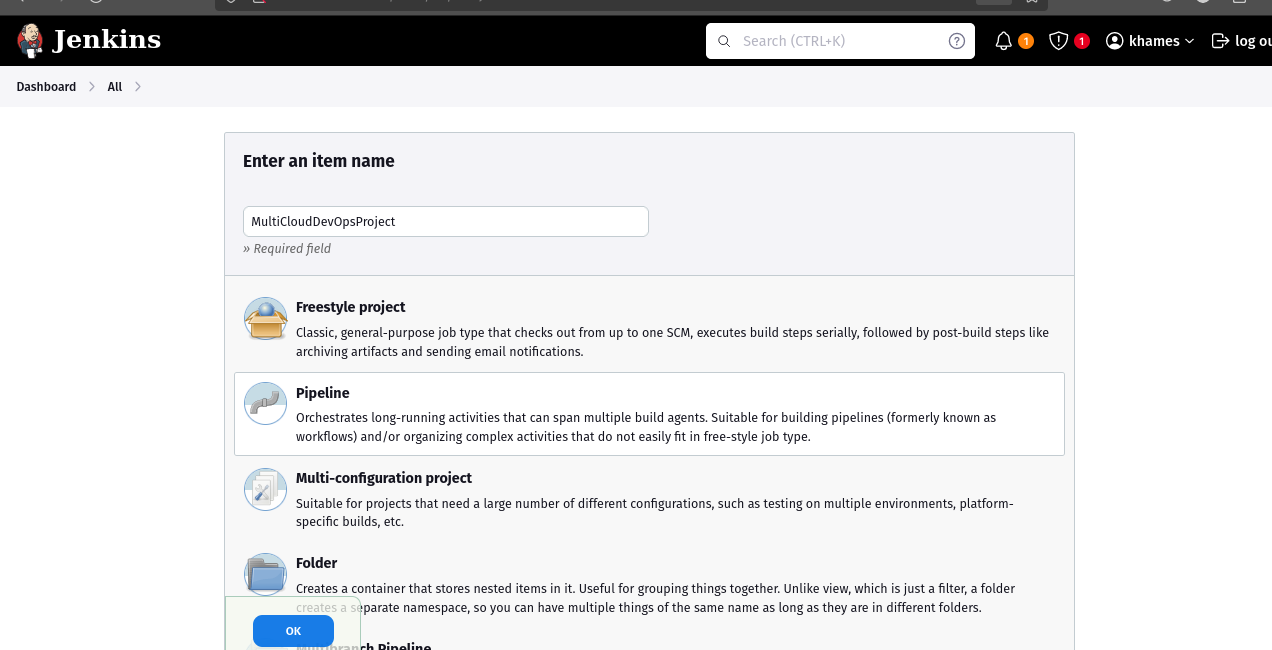 Jenkins
Search (CTRL+K)
?
1
1
khames
log ou
Dashboard
All
Enter an item name
MultiCloudDevOpsProject
» Required field
Freestyle project
Classic, general-purpose job type that checks out from up to one SCM, executes build steps serially, followed by post-build steps like
archiving artifacts and sending email notifications.
Pipeline
Orchestrates long-running activities that can span multiple build agents. Suitable for building pipelines (formerly known as
workflows) and/or organizing complex activities that do not easily fit in free-style job type.
Multi-configuration project
Suitable for projects that need a large number of different configurations, such as testing on multiple environments, platform-
specific builds, etc.
Folder
Creates a container that stores nested items in it. Useful for grouping things together. Unlike view, which is just a filter, a folder
creates a separate namespace, so you can have multiple things of the same name as long as they are in different folders.
OK
Multibranch Pipeline